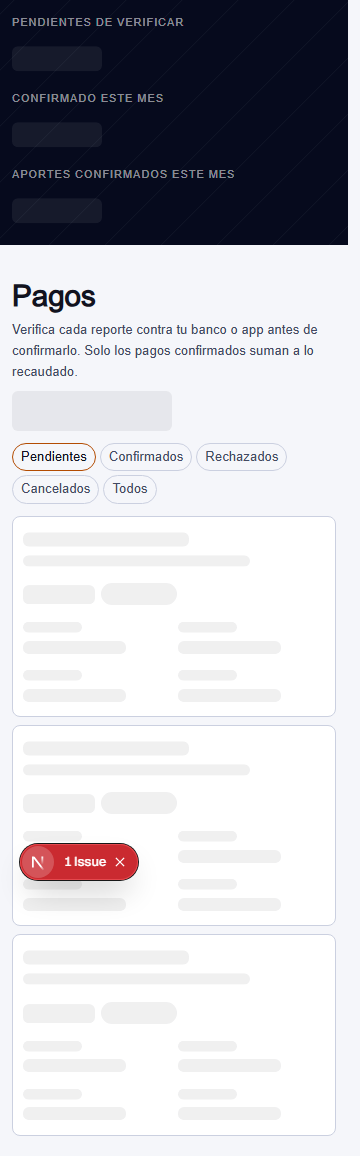 PENDIENTES DE VERIFICAR
CONFIRMADO ESTE MES
APORTES CONFIRMADOS ESTE MES
Pagos
Verifica cada reporte contra tu banco o app antes de
confirmarlo. Solo los pagos confirmados suman a lo
recaudado.
Pendientes Confirmados Rechazados
Cancelados Todos
N 1 Issue